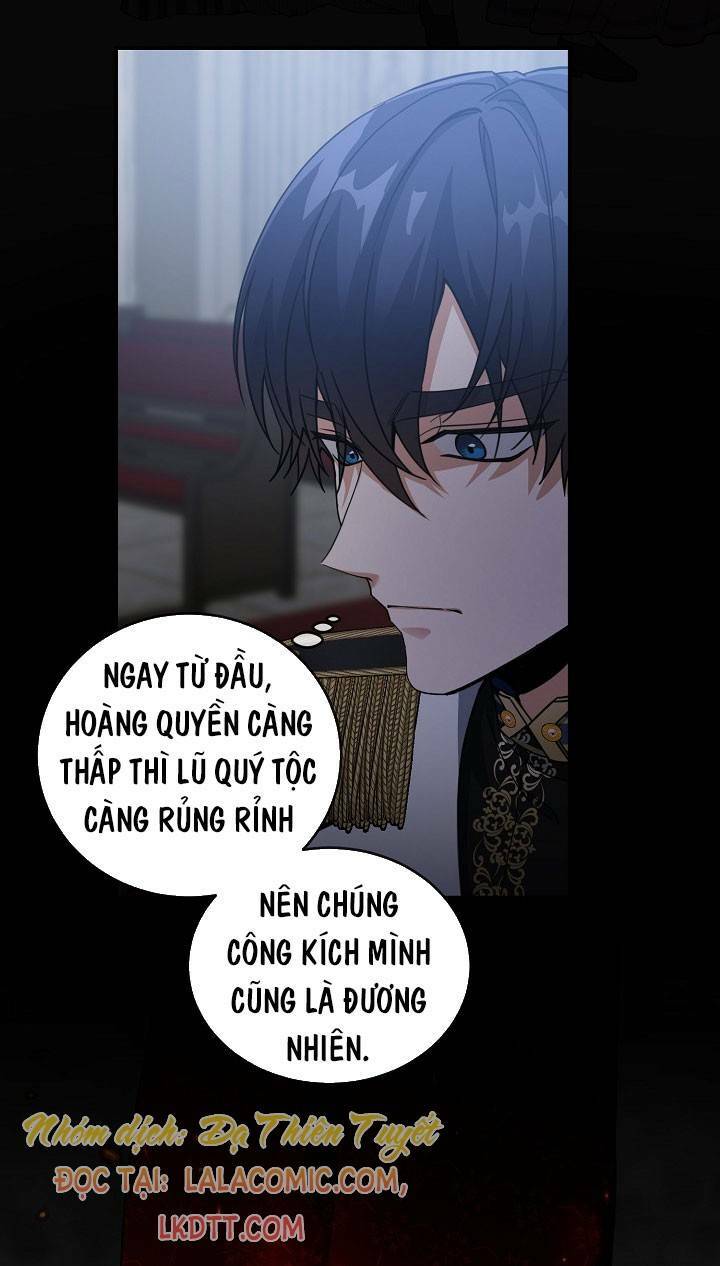 NGAY TỪ ĐẦU,
HOÀNG QUYỀN CÀNG
THẤP THÌ LŨ QUÝ TỘC
CÀNG RỦNG RỈNH
NÊN CHÚNG
CÔNG KÍCH MÌNH
CŨNG LÀ ĐƯƠNG
NHIÊN.
Nhóm dịch: Dạ Thiên Tuyết
ĐỌC TẠI: LALACOMIC.COM,
LKDTT.COM